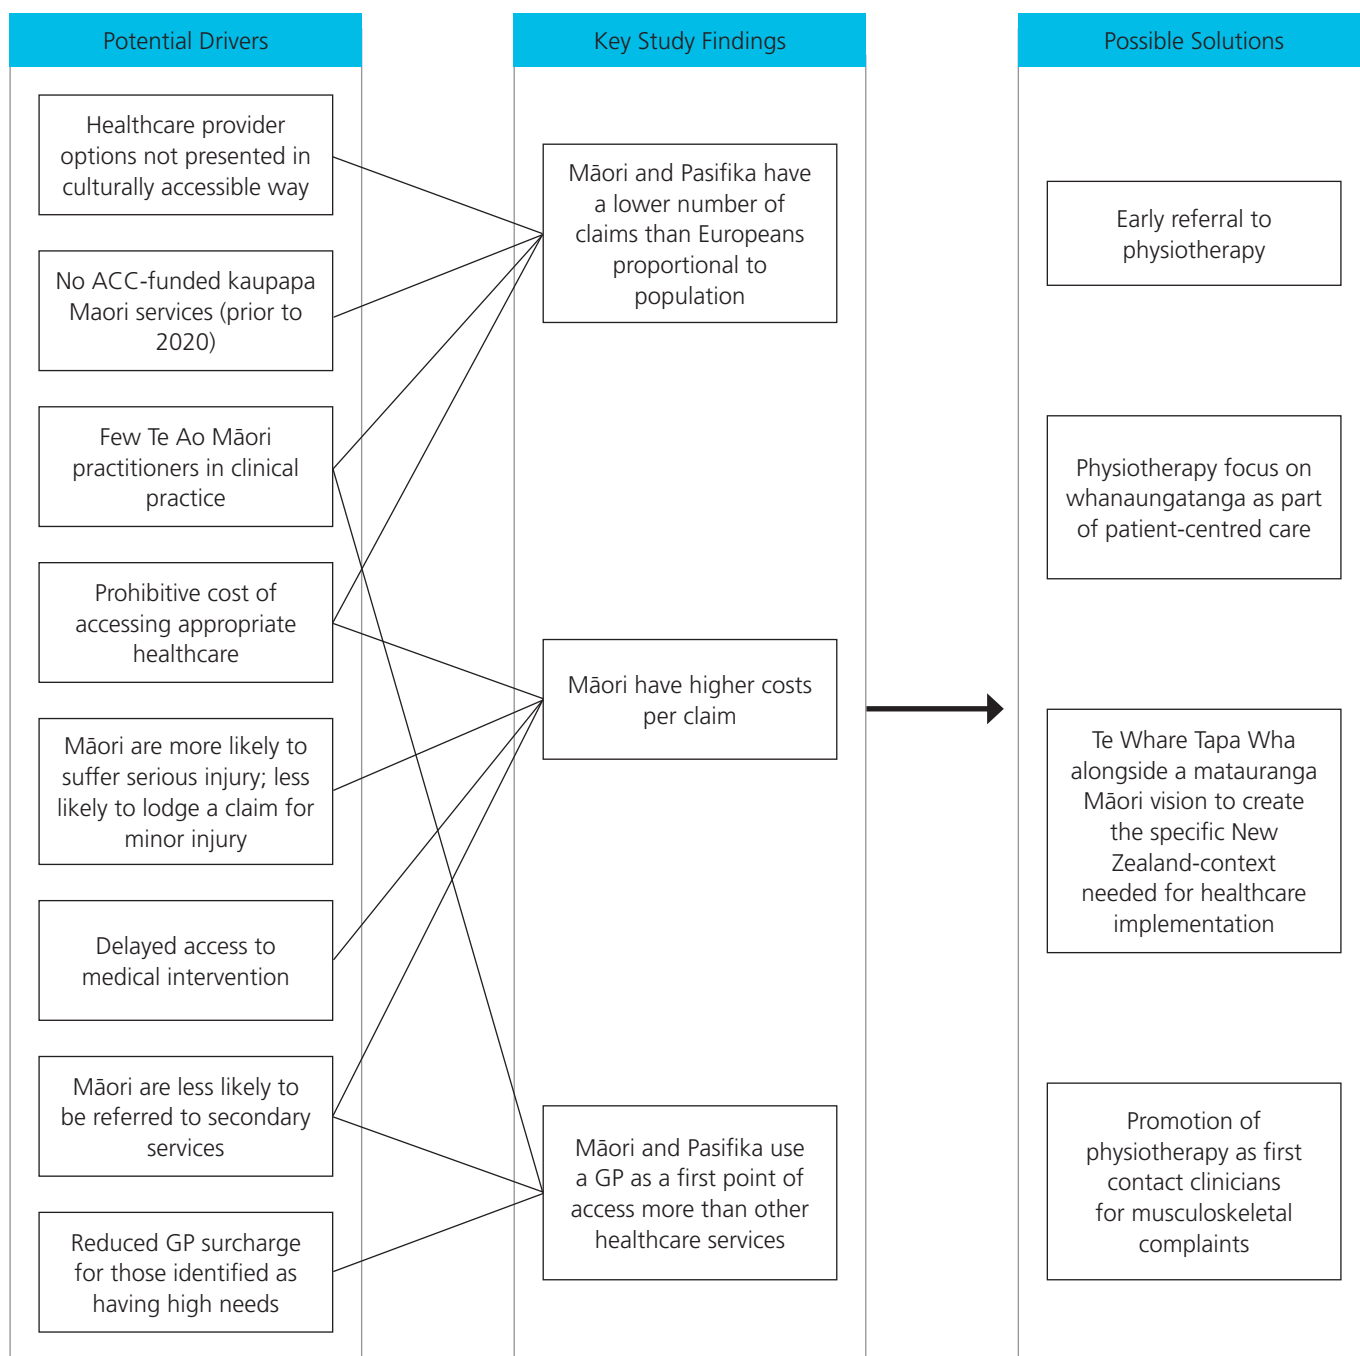 Potential Drivers
Healthcare provider
options not presented in
culturally accessible way
No ACC-funded kaupapa
Maori services (prior to
2020)
Few Te Ao Māori
practitioners in clinical
practice
Prohibitive cost of
accessing appropriate
healthcare
Māori are more likely to
suffer serious injury; less
likely to lodge a claim for
minor injury
Delayed access to
medical intervention
Māori are less likely to
be referred to secondary
services
Reduced GP surcharge
for those identified as
having high needs
Key Study Findings
Māori and Pasifika have
a lower number of
claims than Europeans
proportional to
population
Māori have higher costs
per claim
Māori and Pasifika use
a GP as a first point of
access more than other
healthcare services
Possible Solutions
Early referral to
physiotherapy
Physiotherapy focus on
whanaungatanga as part
of patient-centred care
Te Whare Tapa Wha
alongside a matauranga
Māori vision to create
the specific New
Zealand-context
needed for healthcare
implementation
Promotion of
physiotherapy as first
contact clinicians
for musculoskeletal
complaints